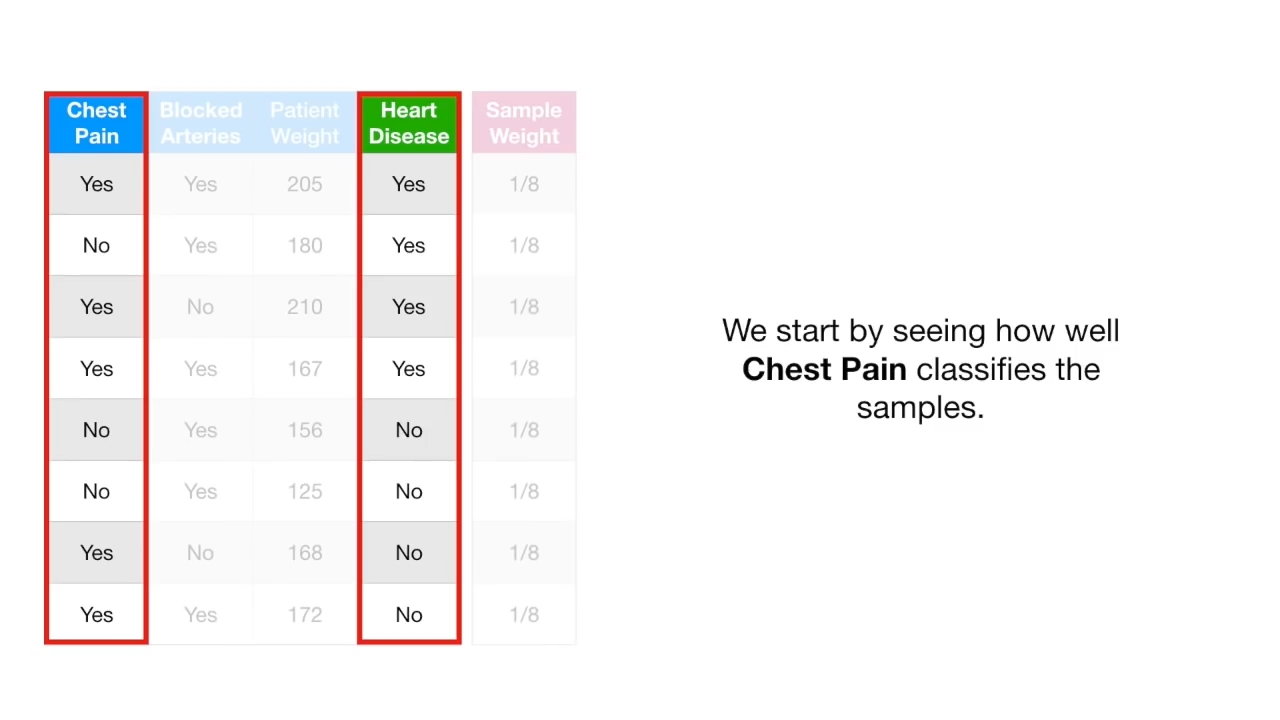 Chest Pain Blocked Arteries Patient Weight Heart Disease Sample Weight
Yes Yes 205 Yes 1/8
No Yes 180 Yes 1/8
Yes No 210 Yes 1/8
Yes Yes 167 Yes 1/8
No Yes 156 No 1/8
No Yes 125 No 1/8
Yes No 168 No 1/8
Yes Yes 172 No 1/8
We start by seeing how well
Chest Pain classifies the
samples.